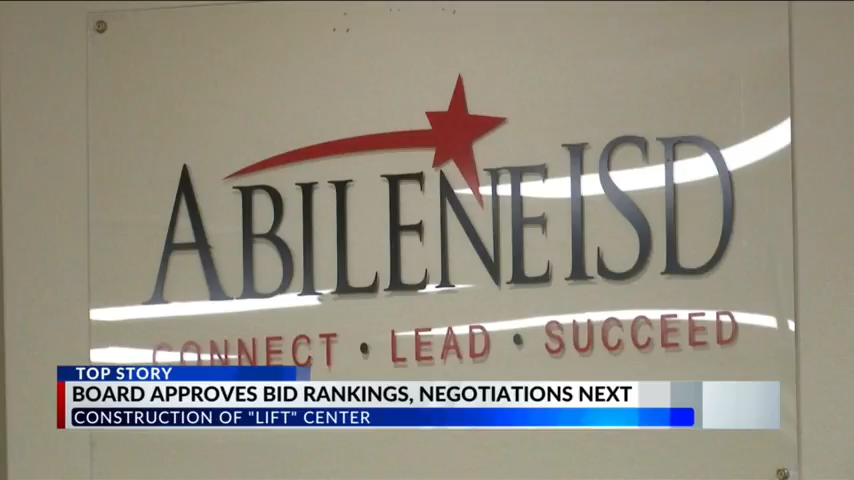 ABILENEISD
CONNECT • LEAD • SUCCEED
TOP STORY
BOARD APPROVES BID RANKINGS, NEGOTIATIONS NEXT
CONSTRUCTION OF "LIFT" CENTER